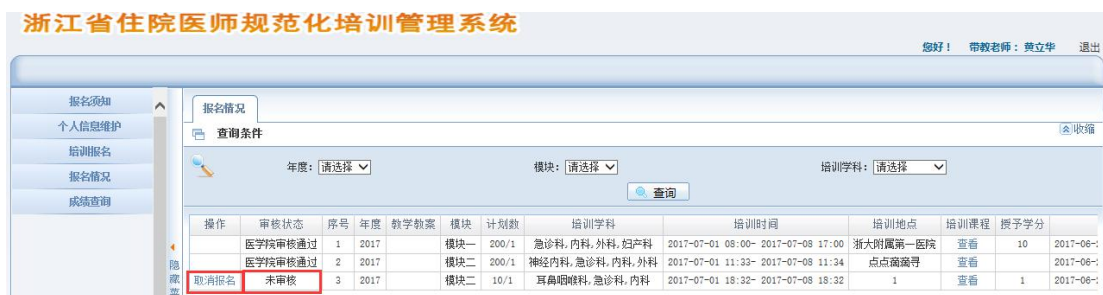 浙江省住院医师规范化培训管理系统
您好！ 带教老师：黄立华 退出
报名须知
个人信息维护
培训报名
报名情况
成绩查询
隐藏菜
报名情况
查询条件 收缩
年度： 请选择 模块： 请选择 培训学科： 请选择
查询
操作 审核状态 序号 年度 教学教案 模块 计划数 培训学科 培训时间 培训地点 培训课程 授予学分
医学院审核通过 1 2017 模块一 200/1 急诊科,内科,外科,妇产科 2017-07-01 08:00- 2017-07-08 17:00 浙大附属第一医院 查看 10 2017-06-
医学院审核通过 2 2017 模块二 200/1 神经内科,急诊科,内科,外科 2017-07-01 11:33- 2017-07-08 11:34 点点滴滴寻 查看 2017-06-
取消报名 未审核 3 2017 模块二 10/1 耳鼻咽喉科,急诊科,内科 2017-07-01 18:32- 2017-07-08 18:32 1 查看 1 2017-06-